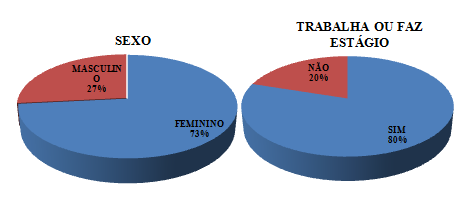 SEXO
MASCULIN
O
27%
FEMININO
73%
TRABALHA OU FAZ
ESTÁGIO
NÃO
20%
SIM
80%